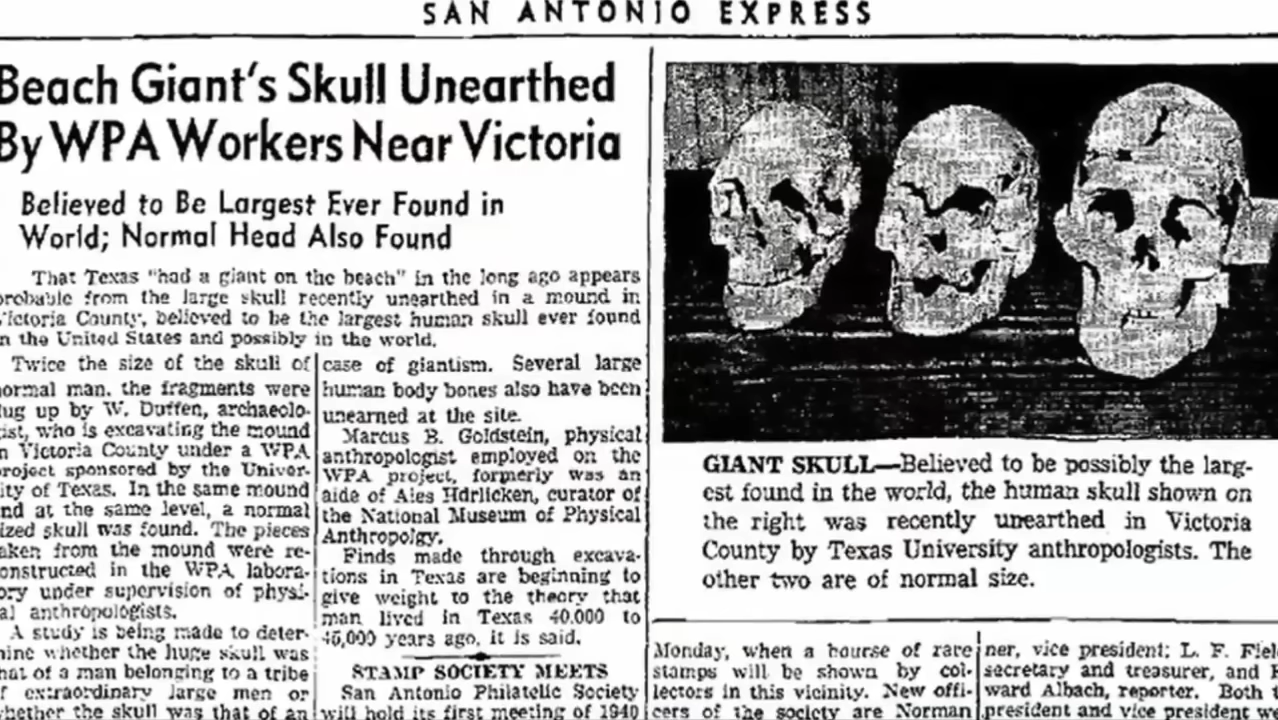 SAN ANTONIO EXPRESS
Beach Giant's Skull Unearthed
By WPA Workers Near Victoria
Believed to Be Largest Ever Found in
World; Normal Head Also Found
That Texas "had a giant on the beach" in the long ago appears
probable from the large skull recently unearthed in a mound in
Victoria County, believed to be the largest human skull ever found
in the United States and possibly in the world.
Twice the size of the skull of
normal man, the fragments were
dug up by W. Duffen, archaeolo-
gist, who is excavating the mound
in Victoria County under a WPA
project sponsored by the Univer-
sity of Texas. In the same mound
and at the same level, a normal
sized skull was found. The pieces
taken from the mound were re-
constructed in the WPA labora-
tory under supervision of physi-
cal anthropologists.
A study is being made to deter-
mine whether the huge skull was
that of a man belonging to a tribe
of extraordinary large men or
whether the skull was that of an
case of giantism. Several large
human body bones also have been
unearned at the site.
Marcus B. Goldstein, physical
anthropologist employed on the
WPA project, formerly was an
aide of Ales Hdrlicken, curator of
the National Museum of Physical
Anthropolgy.
Finds made through excava-
tions in Texas are beginning to
give weight to the theory that
man lived in Texas 40,000 to
45,000 years ago, it is said.
STAMP SOCIETY MEETS
San Antonio Philatelic Society
will hold its first meeting of 1940
GIANT SKULL—Believed to be possibly the larg-
est found in the world, the human skull shown on
the right was recently unearthed in Victoria
County by Texas University anthropologists. The
other two are of normal size.
Monday, when a bourse of rare
stamps will be shown by col-
lectors in this vicinity. New offi-
cers of the society are Norman
ner, vice president; L. F.
secretary and treasurer, and
ward Albach, reporter. Both
president and vice president